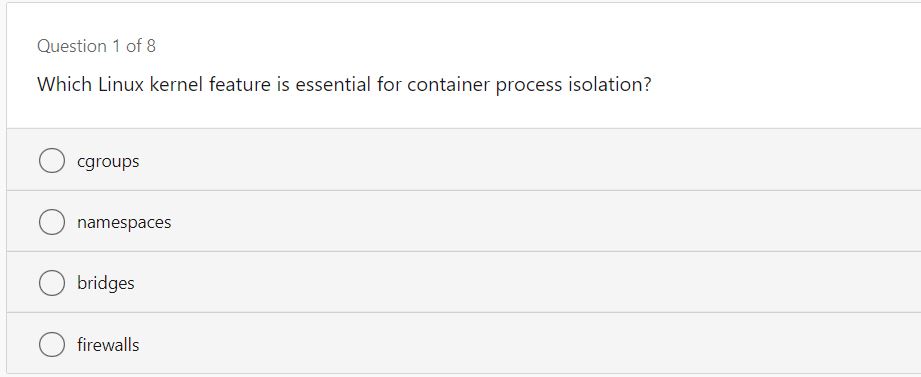 Question 1 of 8
Which Linux kernel feature is essential for container process isolation?
cgroups
namespaces
bridges
firewalls